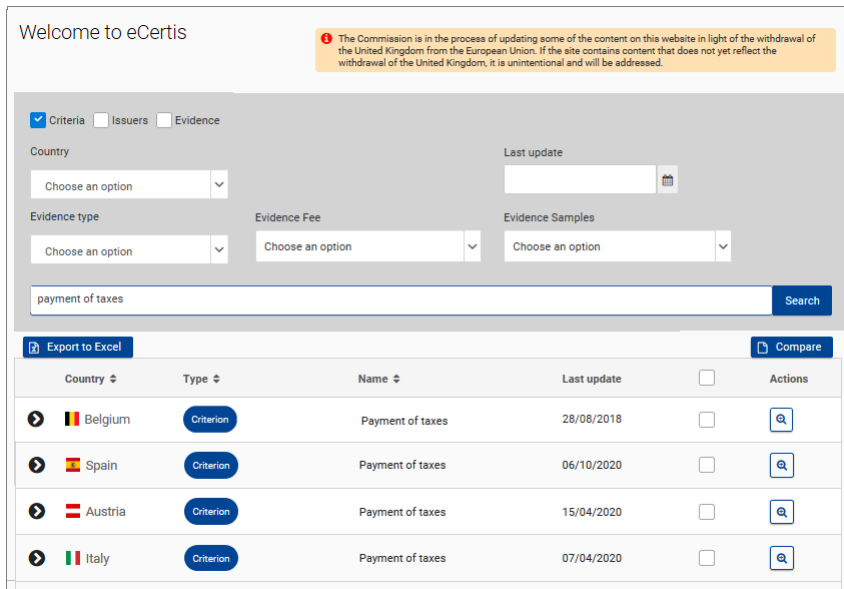 Welcome to eCertis
The Commission is in the process of updating some of the content on this website in light of the withdrawal of
the United Kingdom from the European Union. If the site contains content that does not yet reflect the
withdrawal of the United Kingdom, it is unintentional and will be addressed.
Criteria Issuers Evidence
Country Last update
Choose an option
Evidence type Evidence Fee Evidence Samples
Choose an option Choose an option Choose an option
payment of taxes Search
Export to Excel Compare
Country Type Name Last update Actions
Belgium Criterion Payment of taxes 28/08/2018
Spain Criterion Payment of taxes 06/10/2020
Austria Criterion Payment of taxes 15/04/2020
Italy Criterion Payment of taxes 07/04/2020